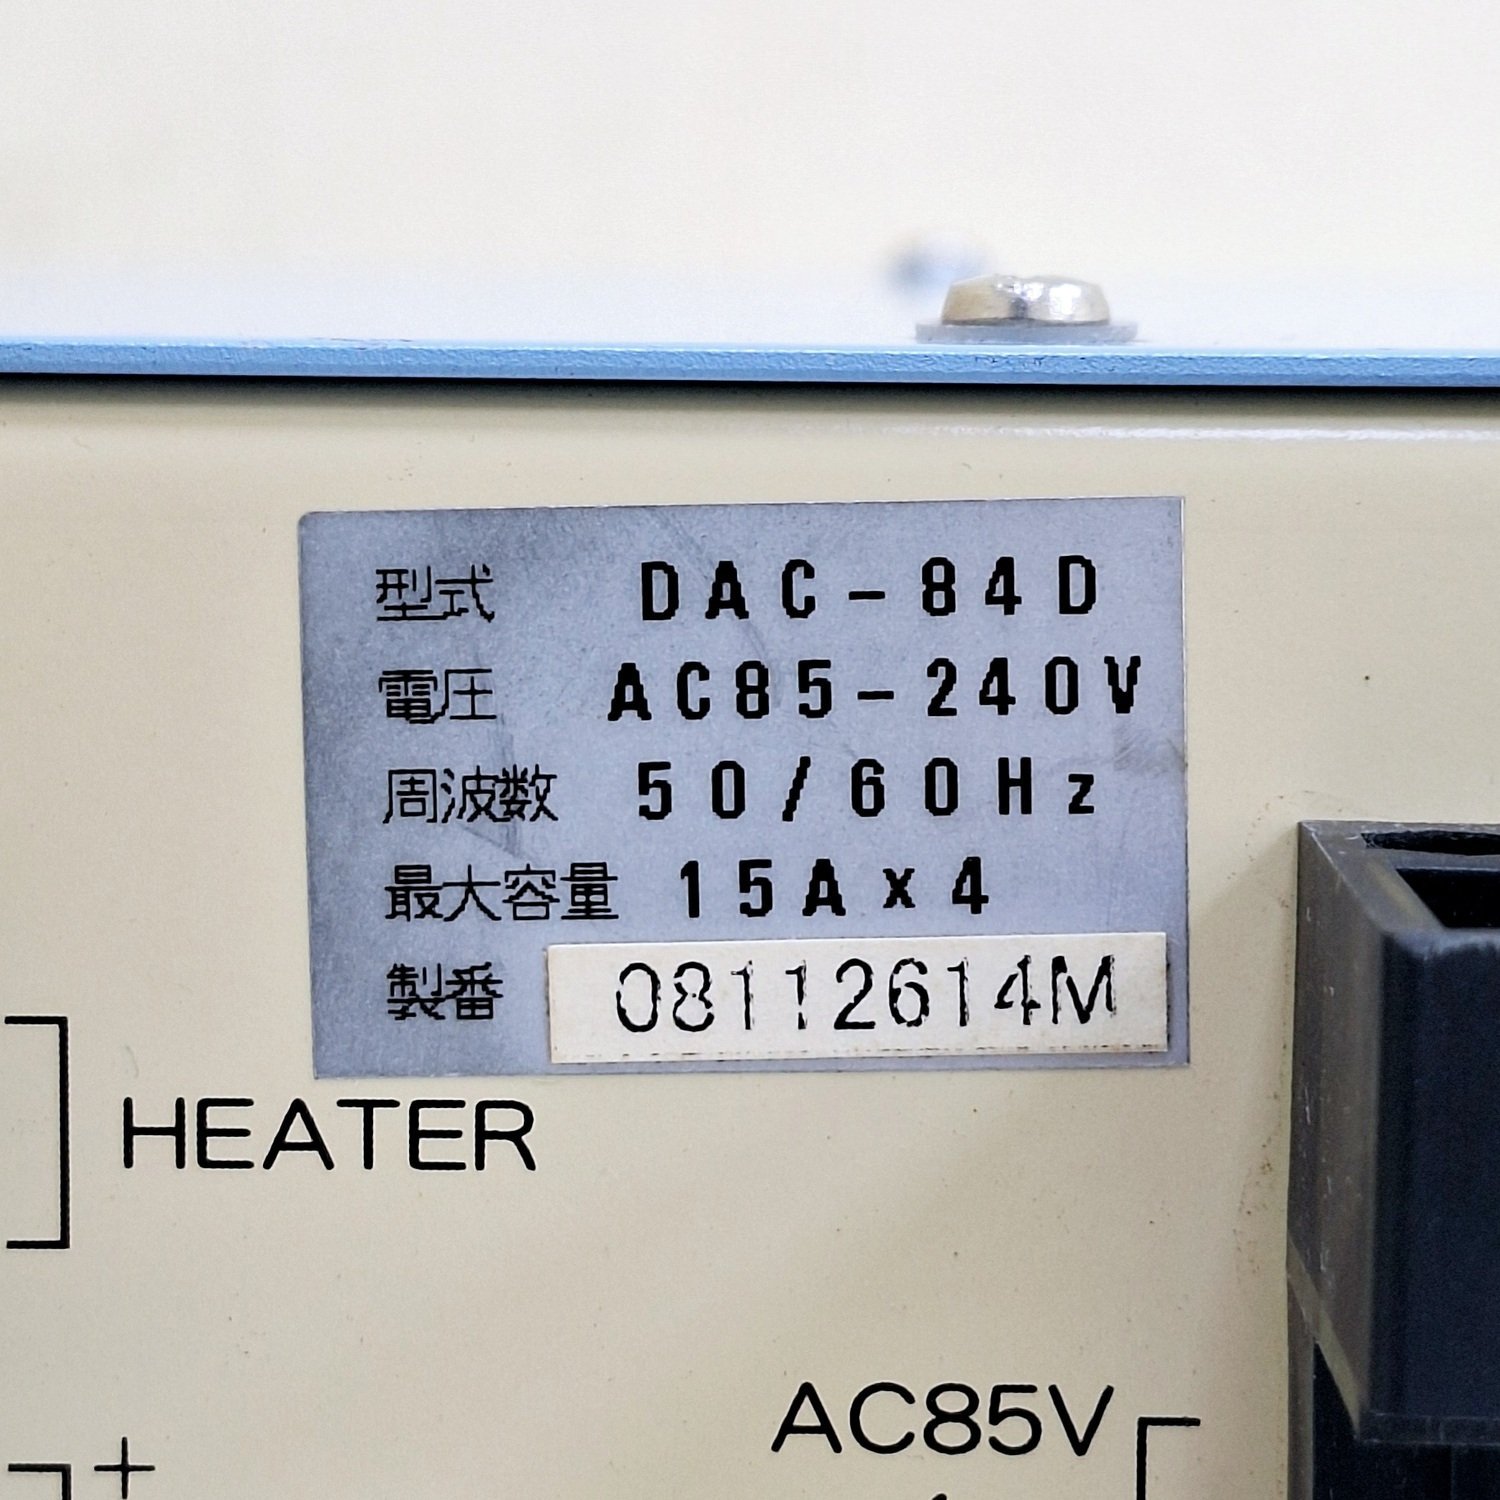 型式 DAC-84D
電圧 AC85-240V
周波数 50/60Hz
最大容量 15A×4
製番 08112614M
HEATER
AC85V
+